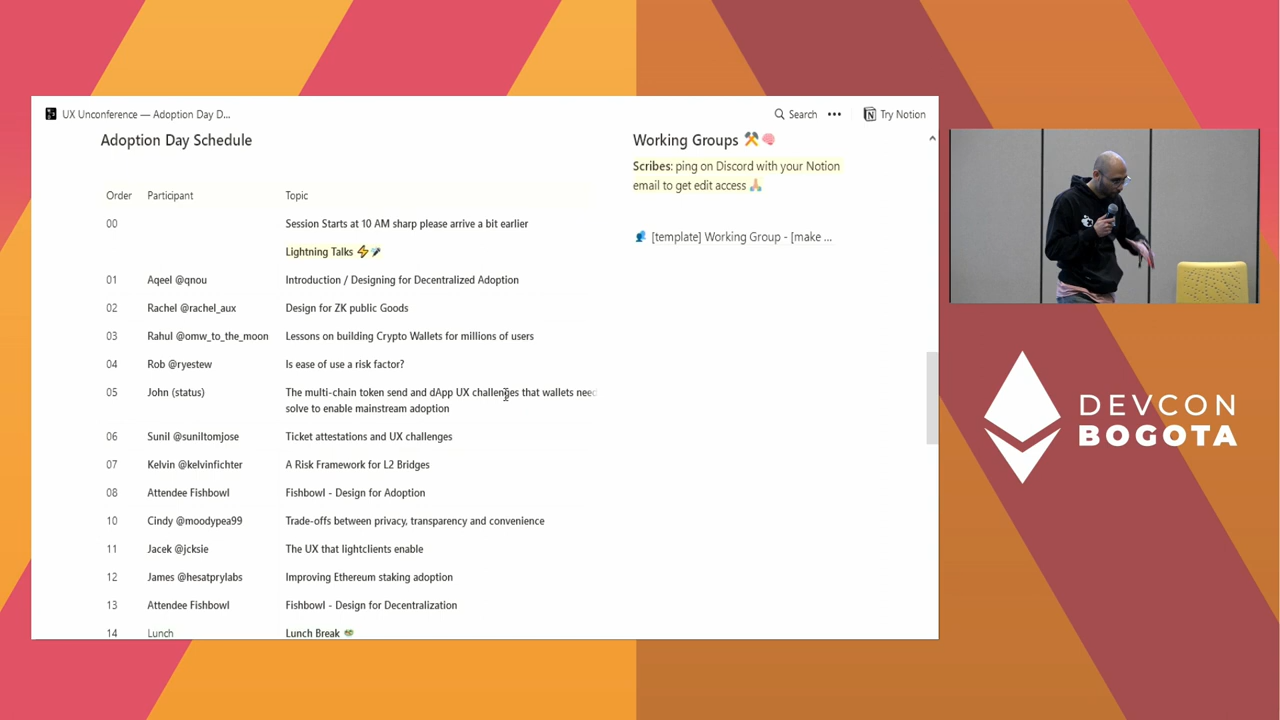 UX Unconference — Adoption Day D...
Search
Try Notion
Adoption Day Schedule
Order Participant Topic
00 Session Starts at 10 AM sharp please arrive a bit earlier
Lightning Talks ⚡🎤
01 Aqeel @qnou Introduction / Designing for Decentralized Adoption
02 Rachel @rachel_aux Design for ZK public Goods
03 Rahul @omw_to_the_moon Lessons on building Crypto Wallets for millions of users
04 Rob @ryestew Is ease of use a risk factor?
05 John (status) The multi-chain token send and dApp UX challenges that wallets need
solve to enable mainstream adoption
06 Sunil @suniltomjose Ticket attestations and UX challenges
07 Kelvin @kelvinfichter A Risk Framework for L2 Bridges
08 Attendee Fishbowl Fishbowl - Design for Adoption
10 Cindy @moodypea99 Trade-offs between privacy, transparency and convenience
11 Jacek @jcksie The UX that lightclients enable
12 James @hesatprylabs Improving Ethereum staking adoption
13 Attendee Fishbowl Fishbowl - Design for Decentralization
14 Lunch Lunch Break
Working Groups ⚒️🧠
Scribes: ping on Discord with your Notion
email to get edit access 🙏
[template] Working Group - [make ...
DEVCON
BOGOTA